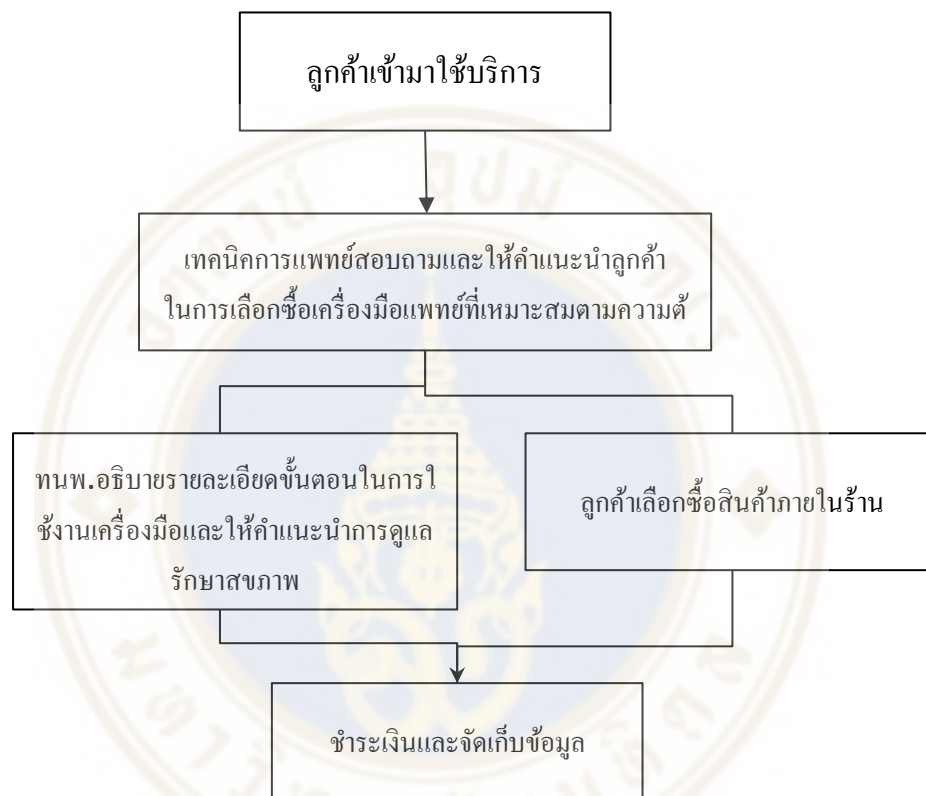 ลูกค้าเข้ามาใช้บริการ
เทคนิคการแพทย์สอบถามและให้คำแนะนำลูกค้า
ในการเลือกซื้อเครื่องมือแพทย์ที่เหมาะสมตามความต้
ทนพ.อธิบายรายละเอียดขั้นตอนในการใ
ช้งานเครื่องมือและให้คำแนะนำการดูแล
รักษาสขภาพ
ลูกค้าเลือกซื้อสินค้าภายในร้าน
ชำระเงินและจัดเก็บข้อมูล